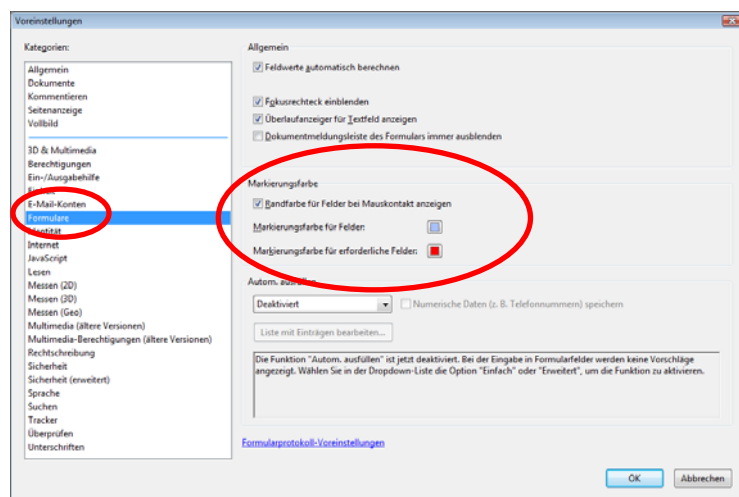 Voreinstellungen
Kategorien:
Allgemein
Dokumente
Kommentieren
Seitenanzeige
Vollbild
3D & Multimedia
Berechtigungen
Ein-/Ausgabehilfe
E-Mail-Konten
Formulare
Identität
Internet
JavaScript
Lesen
Messen (2D)
Messen (3D)
Messen (Geo)
Multimedia (ältere Versionen)
Multimedia-Berechtigungen (ältere Versionen)
Rechtschreibung
Sicherheit
Sicherheit (erweitert)
Sprache
Suchen
Tracker
Überprüfen
Unterschriften
Allgemein
Feldwerte automatisch berechnen
Fokusrechteck einblenden
Überlaufanzeiger für Textfeld anzeigen
Dokumentmeldungsleiste des Formulars immer ausblenden
Markierungsfarbe
Randfarbe für Felder bei Mauskontakt anzeigen
Markierungsfarbe für Felder:
Markierungsfarbe für erforderliche Felder:
Autom. ausfüllen
Deaktiviert
Numerische Daten (z. B. Telefonnummern) speichern
Liste mit Einträgen bearbeiten...
Die Funktion "Autom. ausfüllen" ist jetzt deaktiviert. Bei der Eingabe in Formularfelder werden keine Vorschläge
angezeigt. Wählen Sie in der Dropdown-Liste die Option "Einfach" oder "Erweitert", um die Funktion zu aktivieren.
Formularprotokoll-Voreinstellungen
OK
Abbrechen